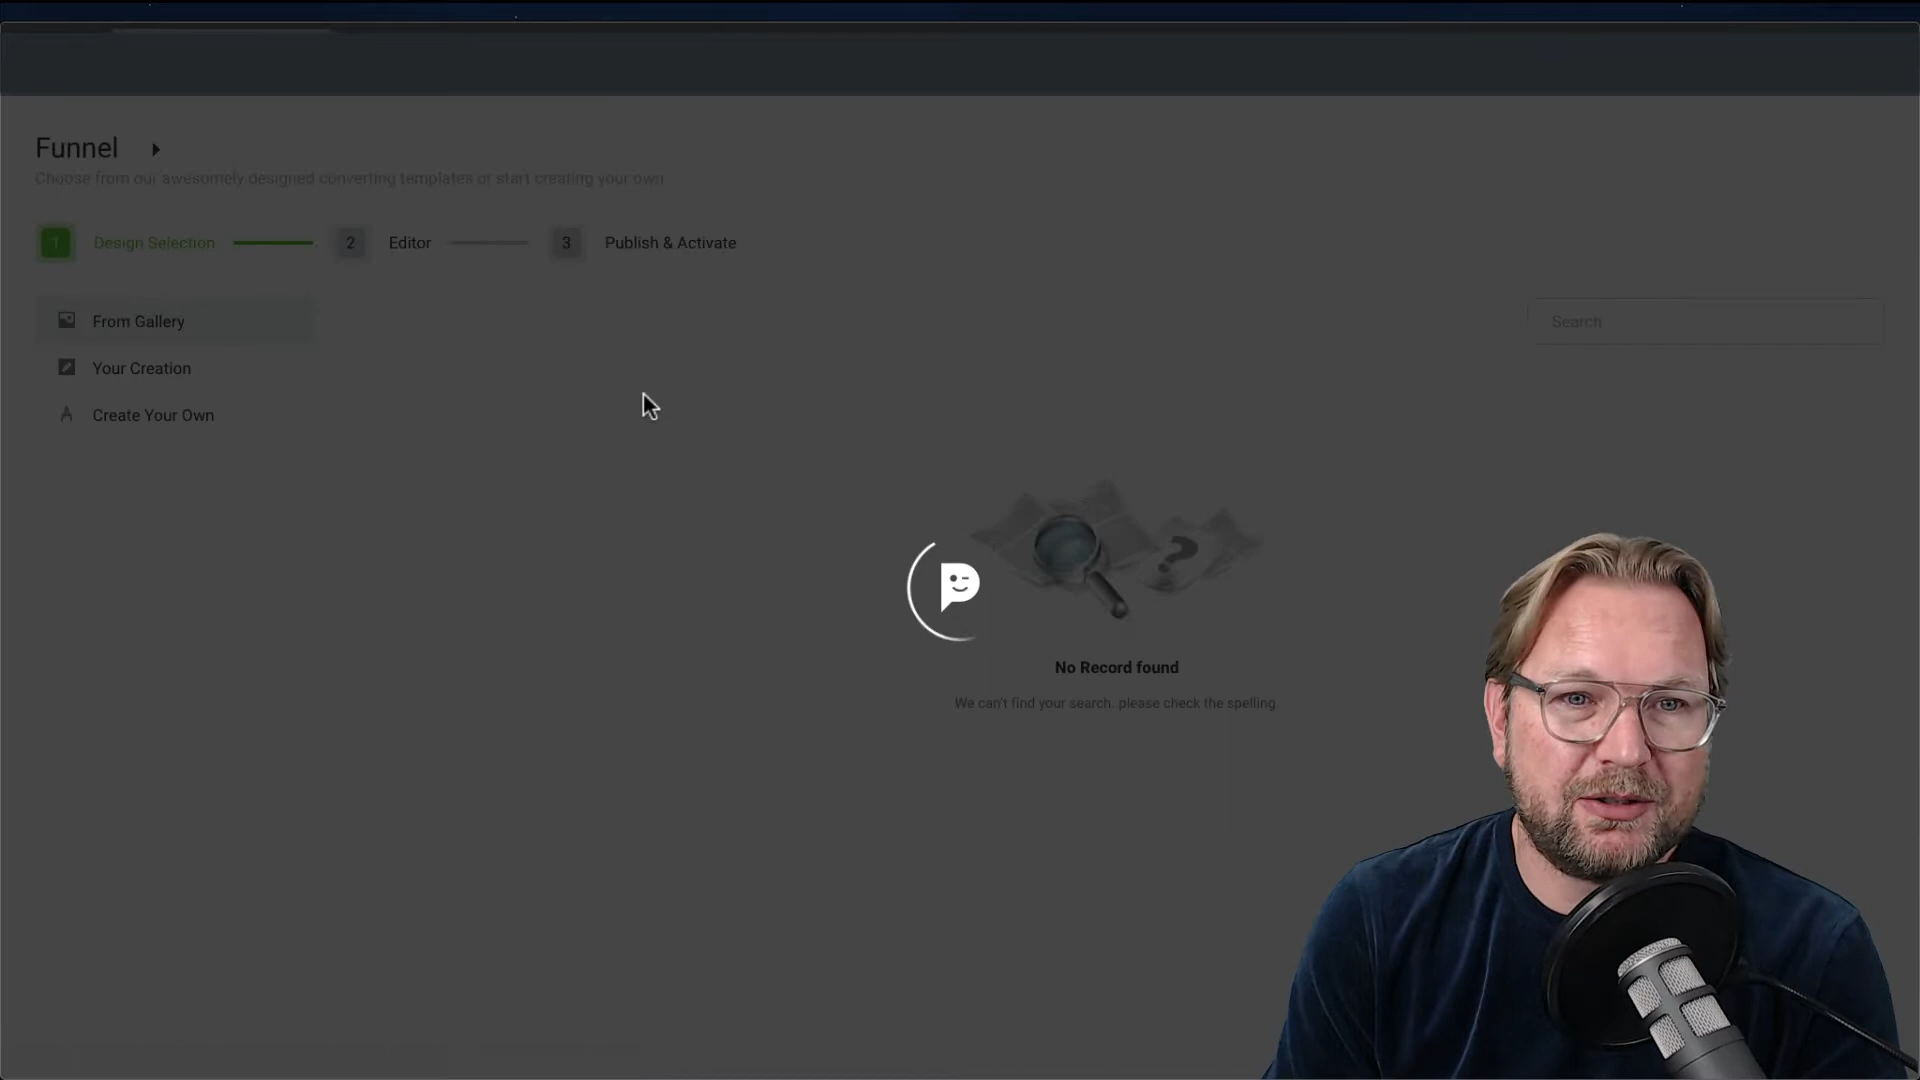 Funnel
Choose from our awesomely designed converting templates or start creating your own
1 Design Selection 2 Editor 3 Publish & Activate
From Gallery
Search
Your Creation
Create Your Own
No Record found
We can't find your search. please check the spelling